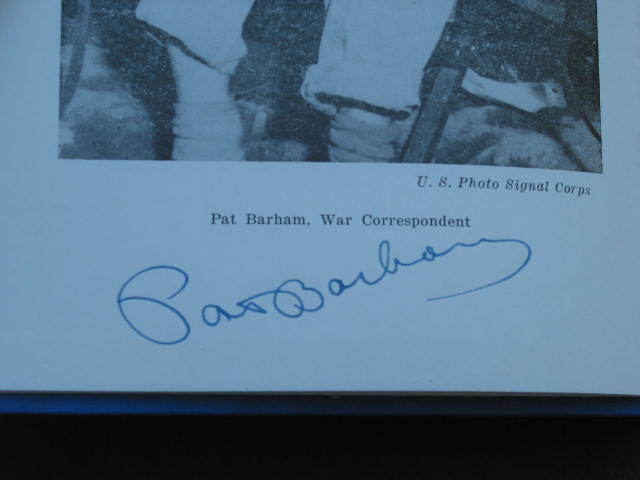 U. S. Photo Signal Corps
Pat Barham, War Correspondent
Pat Barham